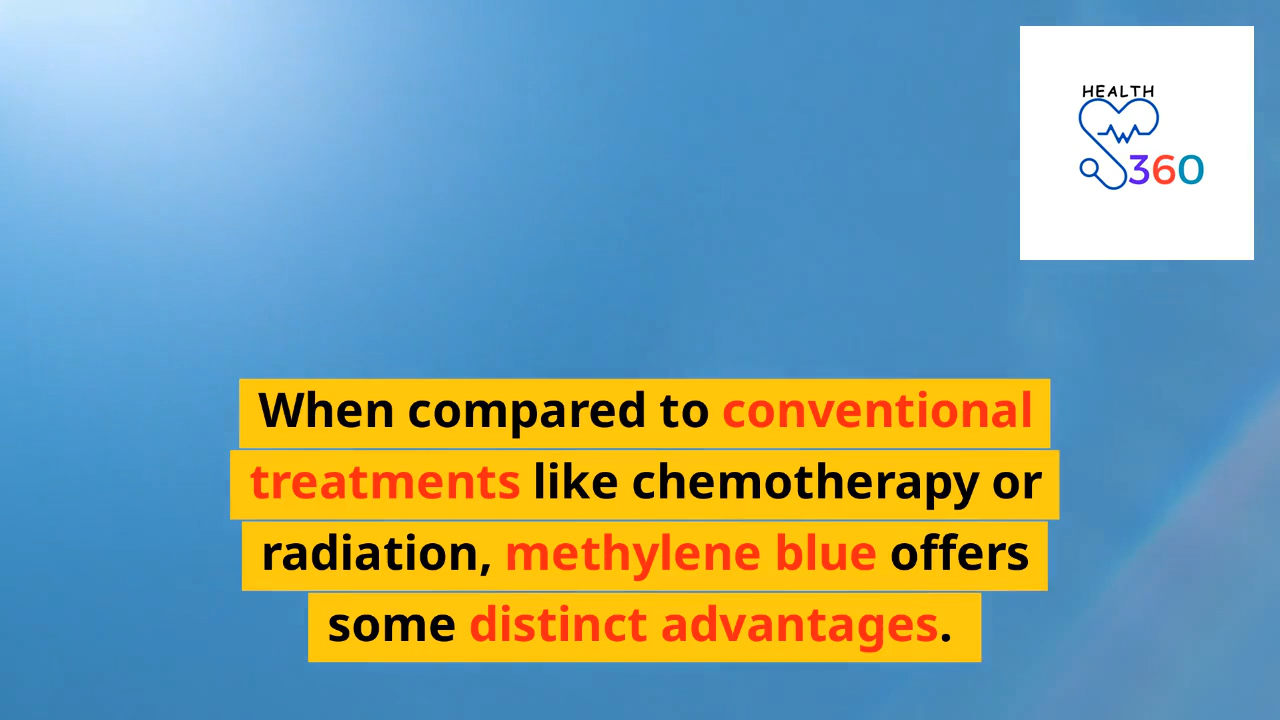 HEALTH
360
When compared to conventional
treatments like chemotherapy or
radiation, methylene blue offers
some distinct advantages.